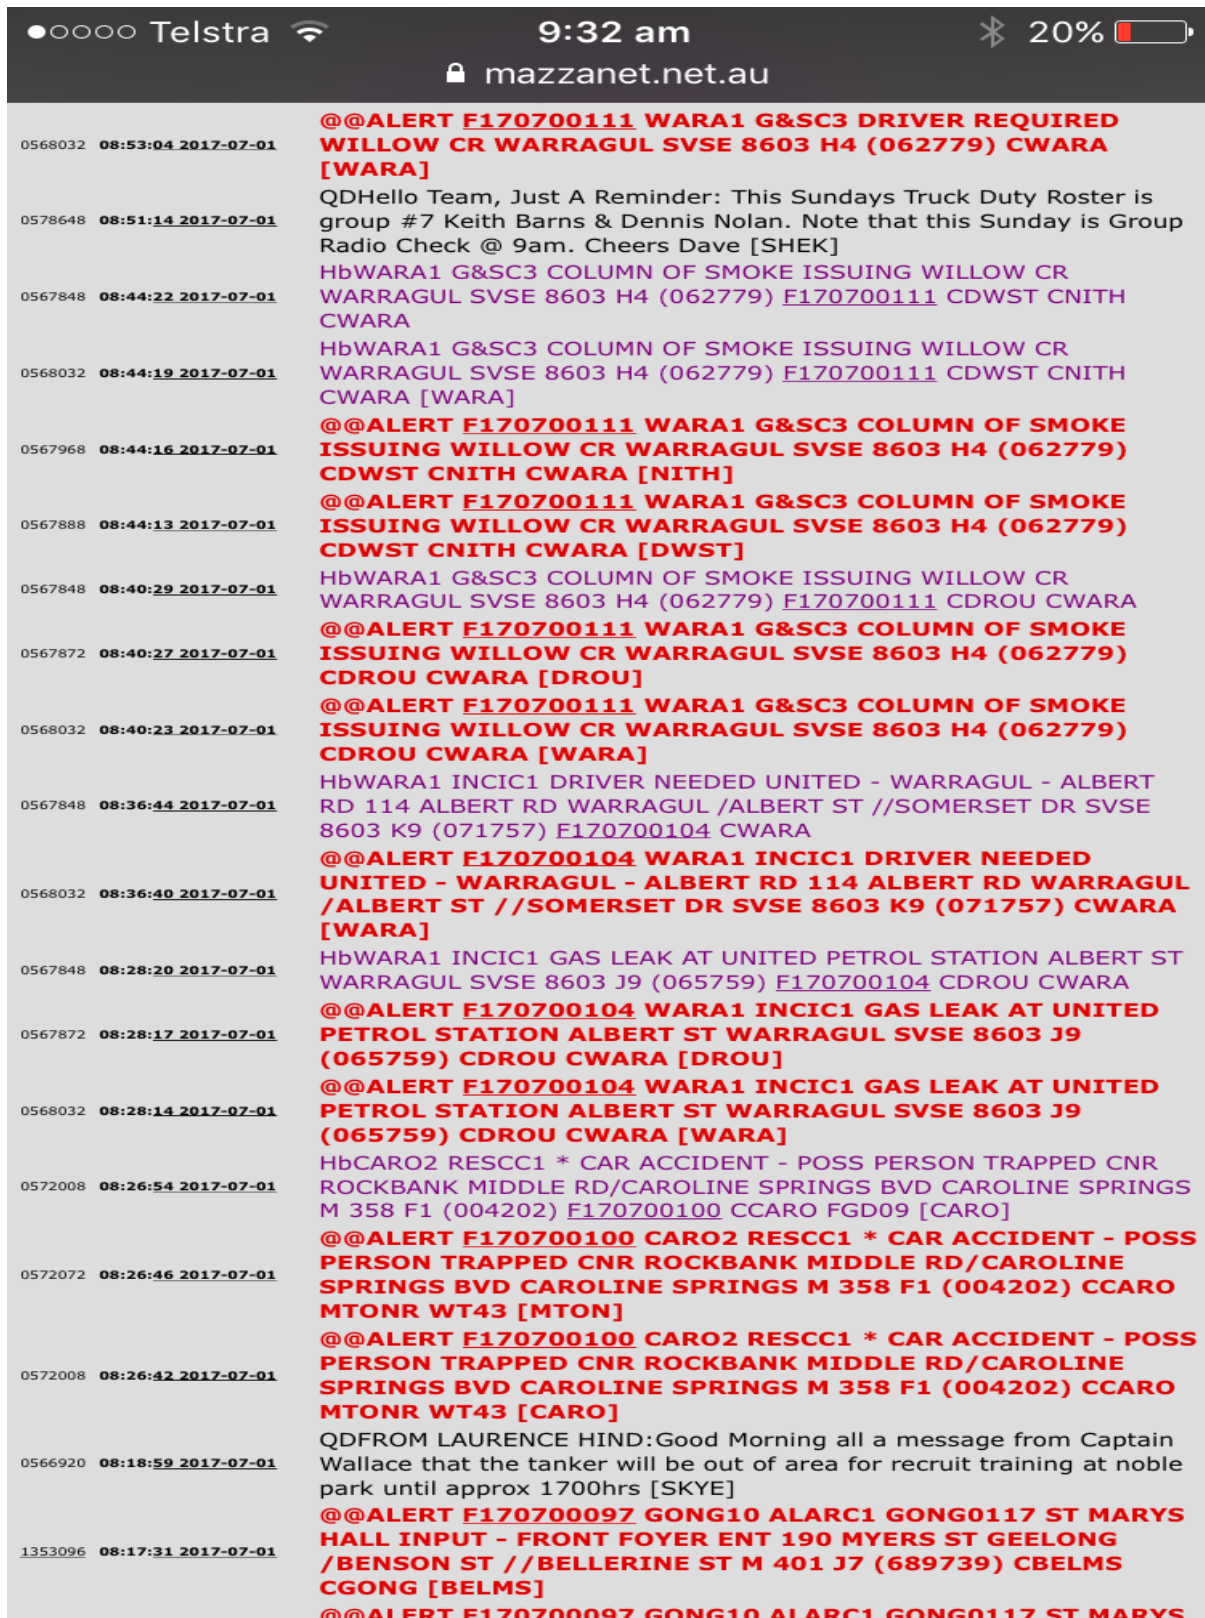 ●○○○○ Telstra 9:32 am 20%
mazzanet.net.au
@@ALERT F170700111 WARA1 G&SC3 DRIVER REQUIRED
0568032 08:53:04 2017-07-01 WILLOW CR WARRAGUL SVSE 8603 H4 (062779) CWARA
[WARA]
QDHello Team, Just A Reminder: This Sundays Truck Duty Roster is
0578648 08:51:14 2017-07-01 group #7 Keith Barns & Dennis Nolan. Note that this Sunday is Group
Radio Check @ 9am. Cheers Dave [SHEK]
HbWARA1 G&SC3 COLUMN OF SMOKE ISSUING WILLOW CR
0567848 08:44:22 2017-07-01 WARRAGUL SVSE 8603 H4 (062779) F170700111 CDWST CNITH
CWARA
HbWARA1 G&SC3 COLUMN OF SMOKE ISSUING WILLOW CR
0568032 08:44:19 2017-07-01 WARRAGUL SVSE 8603 H4 (062779) F170700111 CDWST CNITH
CWARA [WARA]
@@ALERT F170700111 WARA1 G&SC3 COLUMN OF SMOKE
0567968 08:44:16 2017-07-01 ISSUING WILLOW CR WARRAGUL SVSE 8603 H4 (062779)
CDWST CNITH CWARA [NITH]
@@ALERT F170700111 WARA1 G&SC3 COLUMN OF SMOKE
0567888 08:44:13 2017-07-01 ISSUING WILLOW CR WARRAGUL SVSE 8603 H4 (062779)
CDWST CNITH CWARA [DWST]
HbWARA1 G&SC3 COLUMN OF SMOKE ISSUING WILLOW CR
0567848 08:40:29 2017-07-01 WARRAGUL SVSE 8603 H4 (062779) F170700111 CDROU CWARA
@@ALERT F170700111 WARA1 G&SC3 COLUMN OF SMOKE
0567872 08:40:27 2017-07-01 ISSUING WILLOW CR WARRAGUL SVSE 8603 H4 (062779)
CDROU CWARA [DROU]
@@ALERT F170700111 WARA1 G&SC3 COLUMN OF SMOKE
0568032 08:40:23 2017-07-01 ISSUING WILLOW CR WARRAGUL SVSE 8603 H4 (062779)
CDROU CWARA [WARA]
HbWARA1 INCIC1 DRIVER NEEDED UNITED - WARRAGUL - ALBERT
0567848 08:36:44 2017-07-01 RD 114 ALBERT RD WARRAGUL /ALBERT ST //SOMERSET DR SVSE
8603 K9 (071757) F170700104 CWARA
@@ALERT F170700104 WARA1 INCIC1 DRIVER NEEDED
0568032 08:36:40 2017-07-01 UNITED - WARRAGUL - ALBERT RD 114 ALBERT RD WARRAGUL
/ALBERT ST //SOMERSET DR SVSE 8603 K9 (071757) CWARA
[WARA]
HbWARA1 INCIC1 GAS LEAK AT UNITED PETROL STATION ALBERT ST
0567848 08:28:20 2017-07-01 WARRAGUL SVSE 8603 J9 (065759) F170700104 CDROU CWARA
@@ALERT F170700104 WARA1 INCIC1 GAS LEAK AT UNITED
0567872 08:28:17 2017-07-01 PETROL STATION ALBERT ST WARRAGUL SVSE 8603 J9
(065759) CDROU CWARA [DROU]
@@ALERT F170700104 WARA1 INCIC1 GAS LEAK AT UNITED
0568032 08:28:14 2017-07-01 PETROL STATION ALBERT ST WARRAGUL SVSE 8603 J9
(065759) CDROU CWARA [WARA]
HbCARO2 RESCC1 * CAR ACCIDENT - POSS PERSON TRAPPED CNR
0572008 08:26:54 2017-07-01 ROCKBANK MIDDLE RD/CAROLINE SPRINGS BVD CAROLINE SPRINGS
M 358 F1 (004202) F170700100 CCARO FGD09 [CARO]
@@ALERT F170700100 CARO2 RESCC1 * CAR ACCIDENT - POSS
0572072 08:26:46 2017-07-01 PERSON TRAPPED CNR ROCKBANK MIDDLE RD/CAROLINE
SPRINGS BVD CAROLINE SPRINGS M 358 F1 (004202) CCARO
MTONR WT43 [MTON]
@@ALERT F170700100 CARO2 RESCC1 * CAR ACCIDENT - POSS
0572008 08:26:42 2017-07-01 PERSON TRAPPED CNR ROCKBANK MIDDLE RD/CAROLINE
SPRINGS BVD CAROLINE SPRINGS M 358 F1 (004202) CCARO
MTONR WT43 [CARO]
QDFROM LAURENCE HIND:Good Morning all a message from Captain
0566920 08:18:59 2017-07-01 Wallace that the tanker will be out of area for recruit training at noble
park until approx 1700hrs [SKYE]
@@ALERT F170700097 GONG10 ALARC1 GONG0117 ST MARYS
HALL INPUT - FRONT FOYER ENT 190 MYERS ST GEELONG
1353096 08:17:31 2017-07-01 /BENSON ST //BELLERINE ST M 401 J7 (689739) CBELMS
CGONG [BELMS]
@@ALERT F170700097 GONG10 ALARC1 GONG0117 ST MARYS